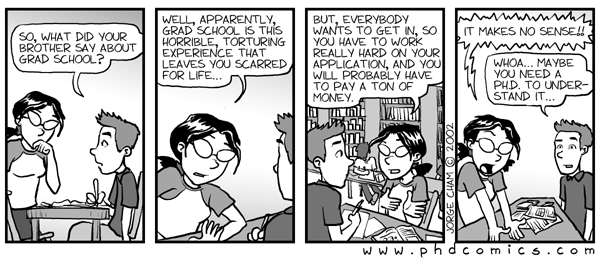 SO, WHAT DID YOUR
BROTHER SAY ABOUT
GRAD SCHOOL?
WELL, APPARENTLY,
GRAD SCHOOL IS THIS
HORRIBLE, TORTURING
EXPERIENCE THAT
LEAVES YOU SCARRED
FOR LIFE...
BUT, EVERYBODY
WANTS TO GET IN, SO
YOU HAVE TO WORK
REALLY HARD ON YOUR
APPLICATION, AND YOU
WILL PROBABLY HAVE
TO PAY A TON OF
MONEY.
IT MAKES NO SENSE!!
WHOA... MAYBE
YOU NEED A
PH.D. TO UNDER-
STAND IT...
JORGE CHAM © 2002
www.phdcomics.com